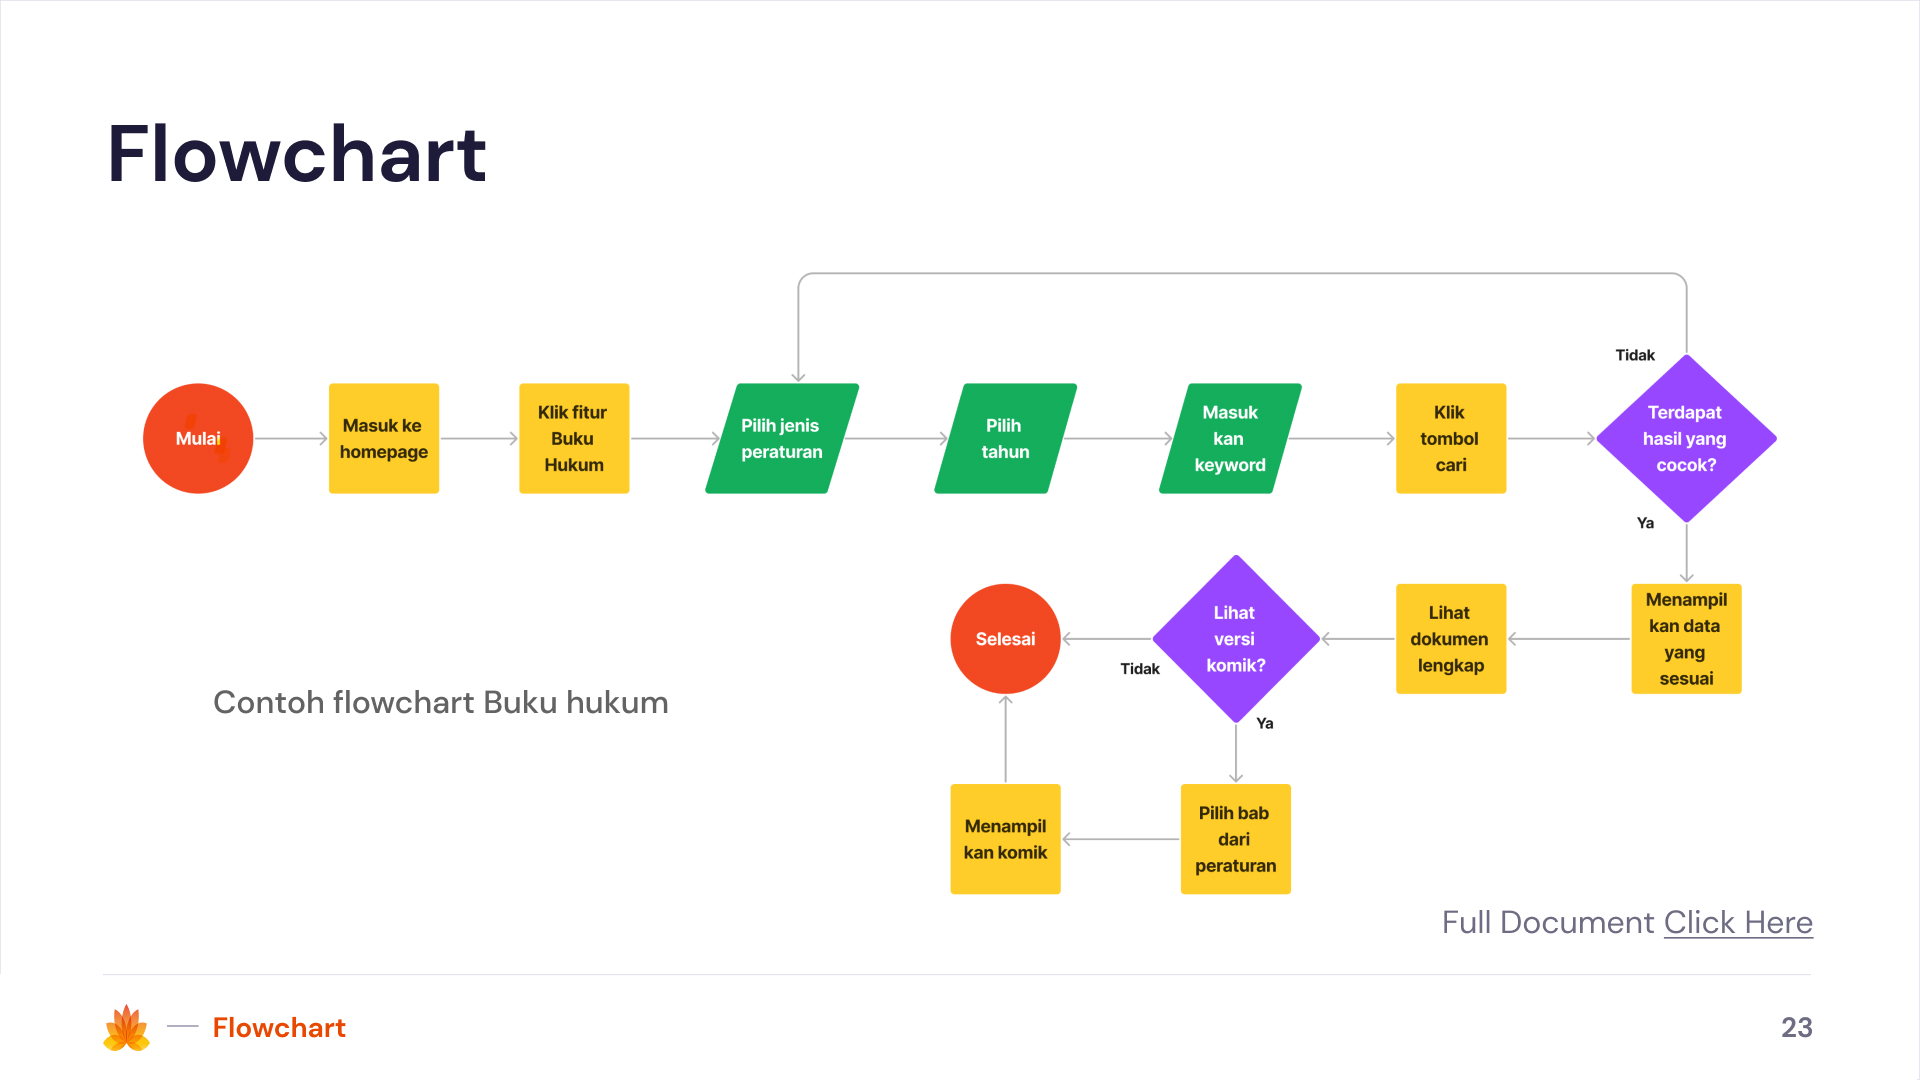 Flowchart
Mulai
Masuk ke
homepage
Klik fitur
Buku
Hukum
Pilih jenis
peraturan
Pilih
tahun
Masuk
kan
keyword
Klik
tombol
cari
Terdapat
hasil yang
cocok?
Tidak
Ya
Menampil
kan data
yang
sesuai
Lihat
dokumen
lengkap
Lihat
versi
komik?
Tidak
Ya
Selesai
Pilih bab
dari
peraturan
Menampil
kan komik
Contoh flowchart Buku hukum
Full Document Click Here
Flowchart
23